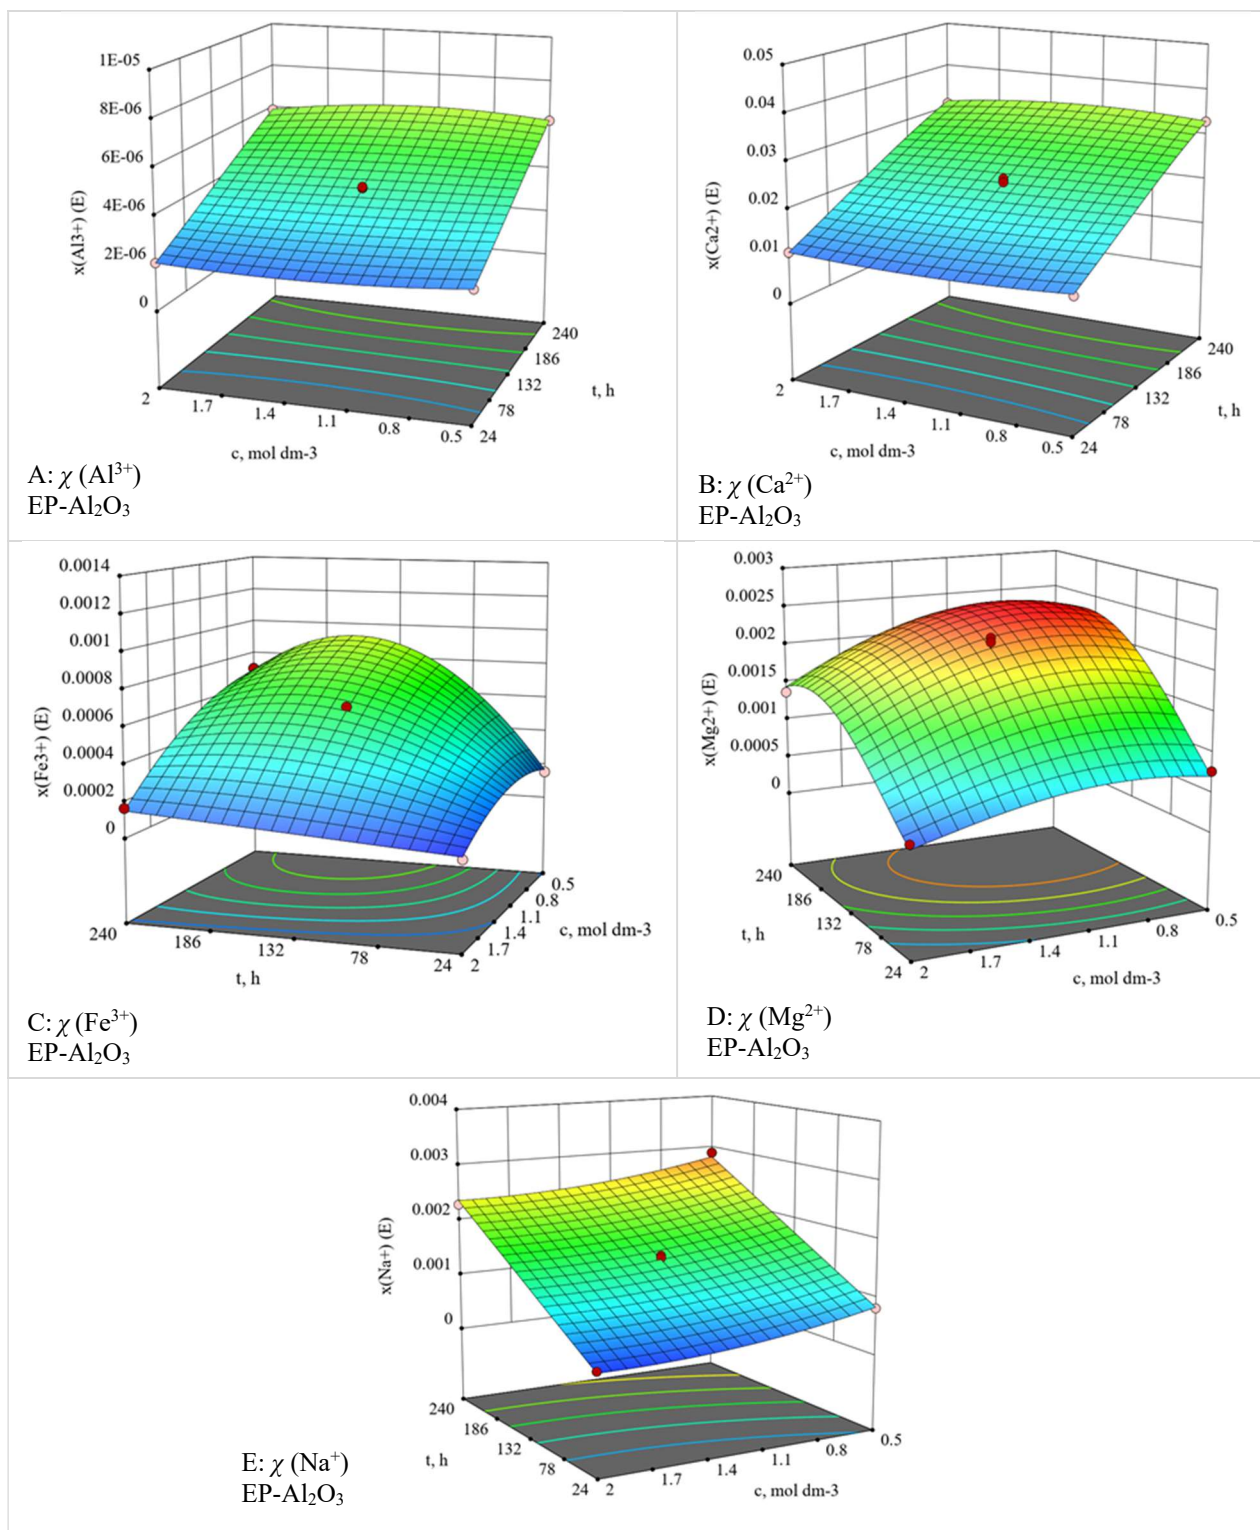 1E-05
8E-06
6E-06
4E-06
2E-06
0
x(Al3+) (E)
2
1.7
1.4
1.1
0.8
0.5
c, mol dm-3
24
78
132
186
240
t, h
A: χ (Al³⁺)
EP-Al₂O₃
0.05
0.04
0.03
0.02
0.01
0
x(Ca2+) (E)
2
1.7
1.4
1.1
0.8
0.5
c, mol dm-3
24
78
132
186
240
t, h
B: χ (Ca²⁺)
EP-Al₂O₃
0.0014
0.0012
0.001
0.0008
0.0006
0.0004
0.0002
0
x(Fe3+) (E)
240
186
132
78
24
t, h
2
1.7
1.4
1.1
0.8
0.5
c, mol dm-3
C: χ (Fe³⁺)
EP-Al₂O₃
0.003
0.0025
0.002
0.0015
0.001
0.0005
0
x(Mg2+) (E)
240
186
132
78
24
t, h
2
1.7
1.4
1.1
0.8
0.5
c, mol dm-3
D: χ (Mg²⁺)
EP-Al₂O₃
0.004
0.003
0.002
0.001
0
x(Na+) (E)
240
186
132
78
24
t, h
2
1.7
1.4
1.1
0.8
0.5
c, mol dm-3
E: χ (Na⁺)
EP-Al₂O₃